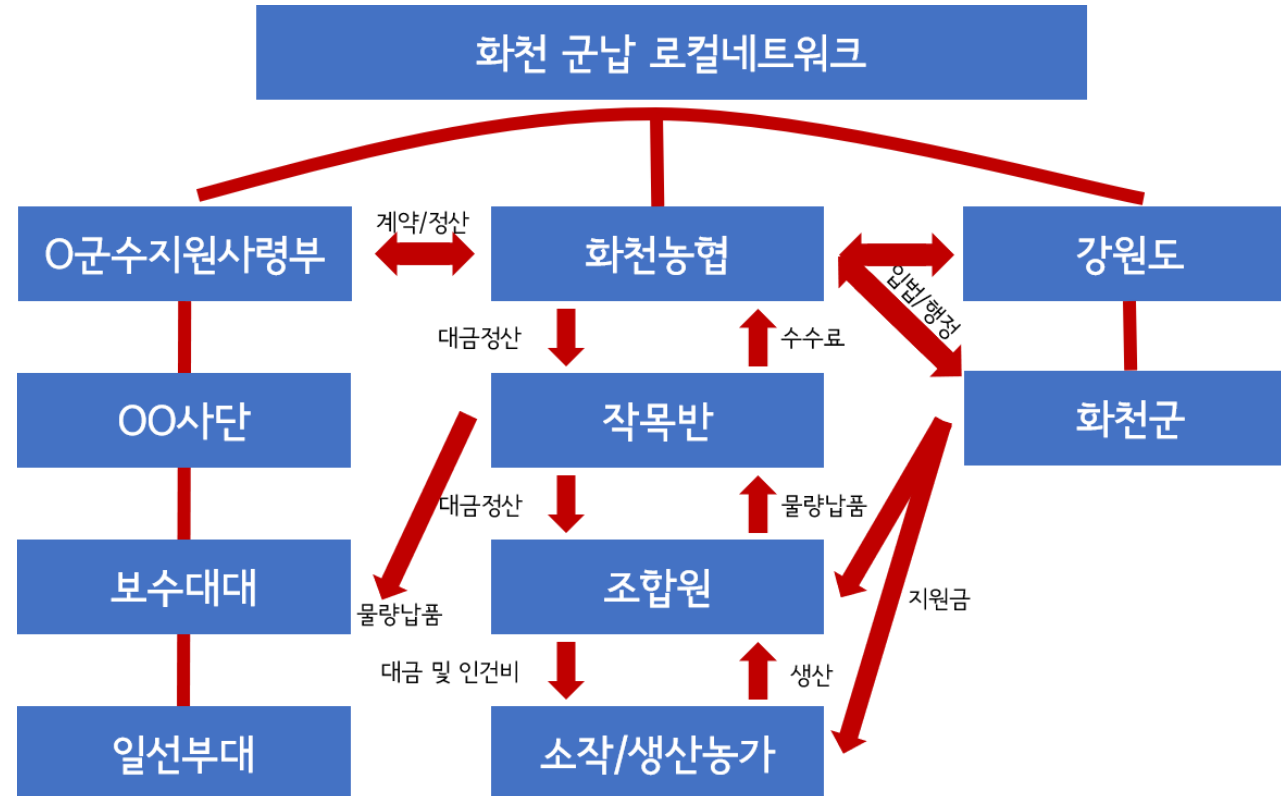 화천 군납 로컬네트워크
계약/정산
O군수지원사령부
화천농협
강원도
입법/행정
대금정산
수수료
OO사단
작목반
화천군
대금정산
물량납품
보수대대
조합원
지원금
물량납품
대금 및 인건비
생산
일선부대
소작/생산농가